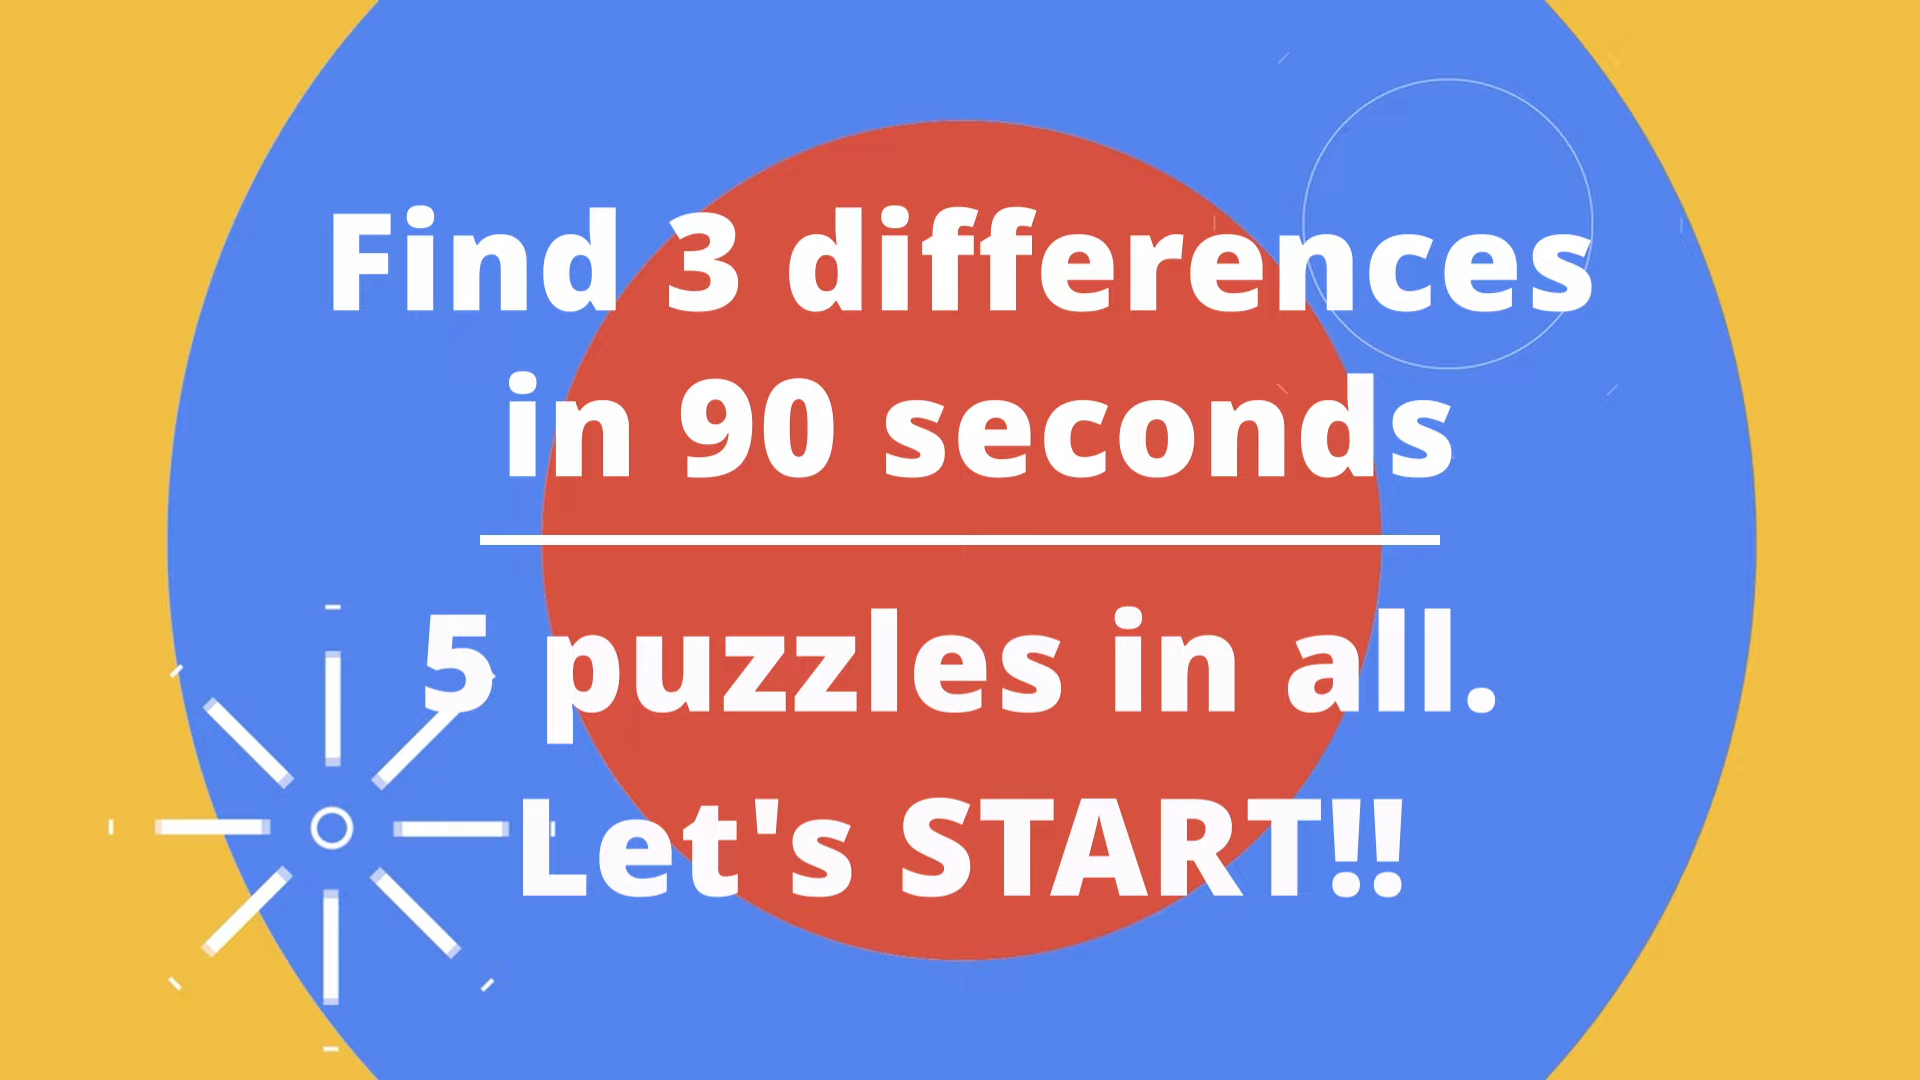 Find 3 differences
in 90 seconds
5 puzzles in all.
Let's START!!